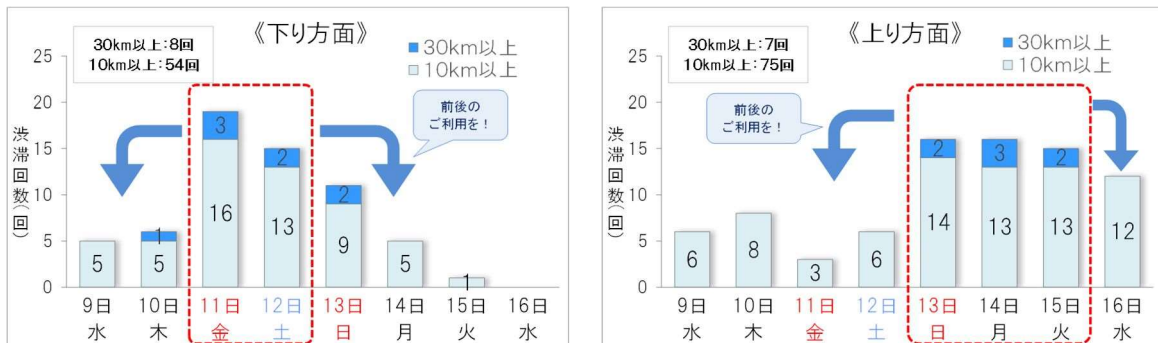 《下り方面》
30km以上:8回
10km以上:54回
30km以上
10km以上
前後の
ご利用を！
渋滞回数(回)
25
20
15
10
5
0
5
1
5
3
16
2
13
2
9
5
1
9日
10日
11日
12日
13日
14日
15日
16日
水
木
金
土
日
月
火
水
《上り方面》
30km以上:7回
10km以上:75回
30km以上
10km以上
前後の
ご利用を！
渋滞回数(回)
25
20
15
10
5
0
6
8
3
6
2
14
3
13
2
13
12
9日
10日
11日
12日
13日
14日
15日
16日
水
木
金
土
日
月
火
水